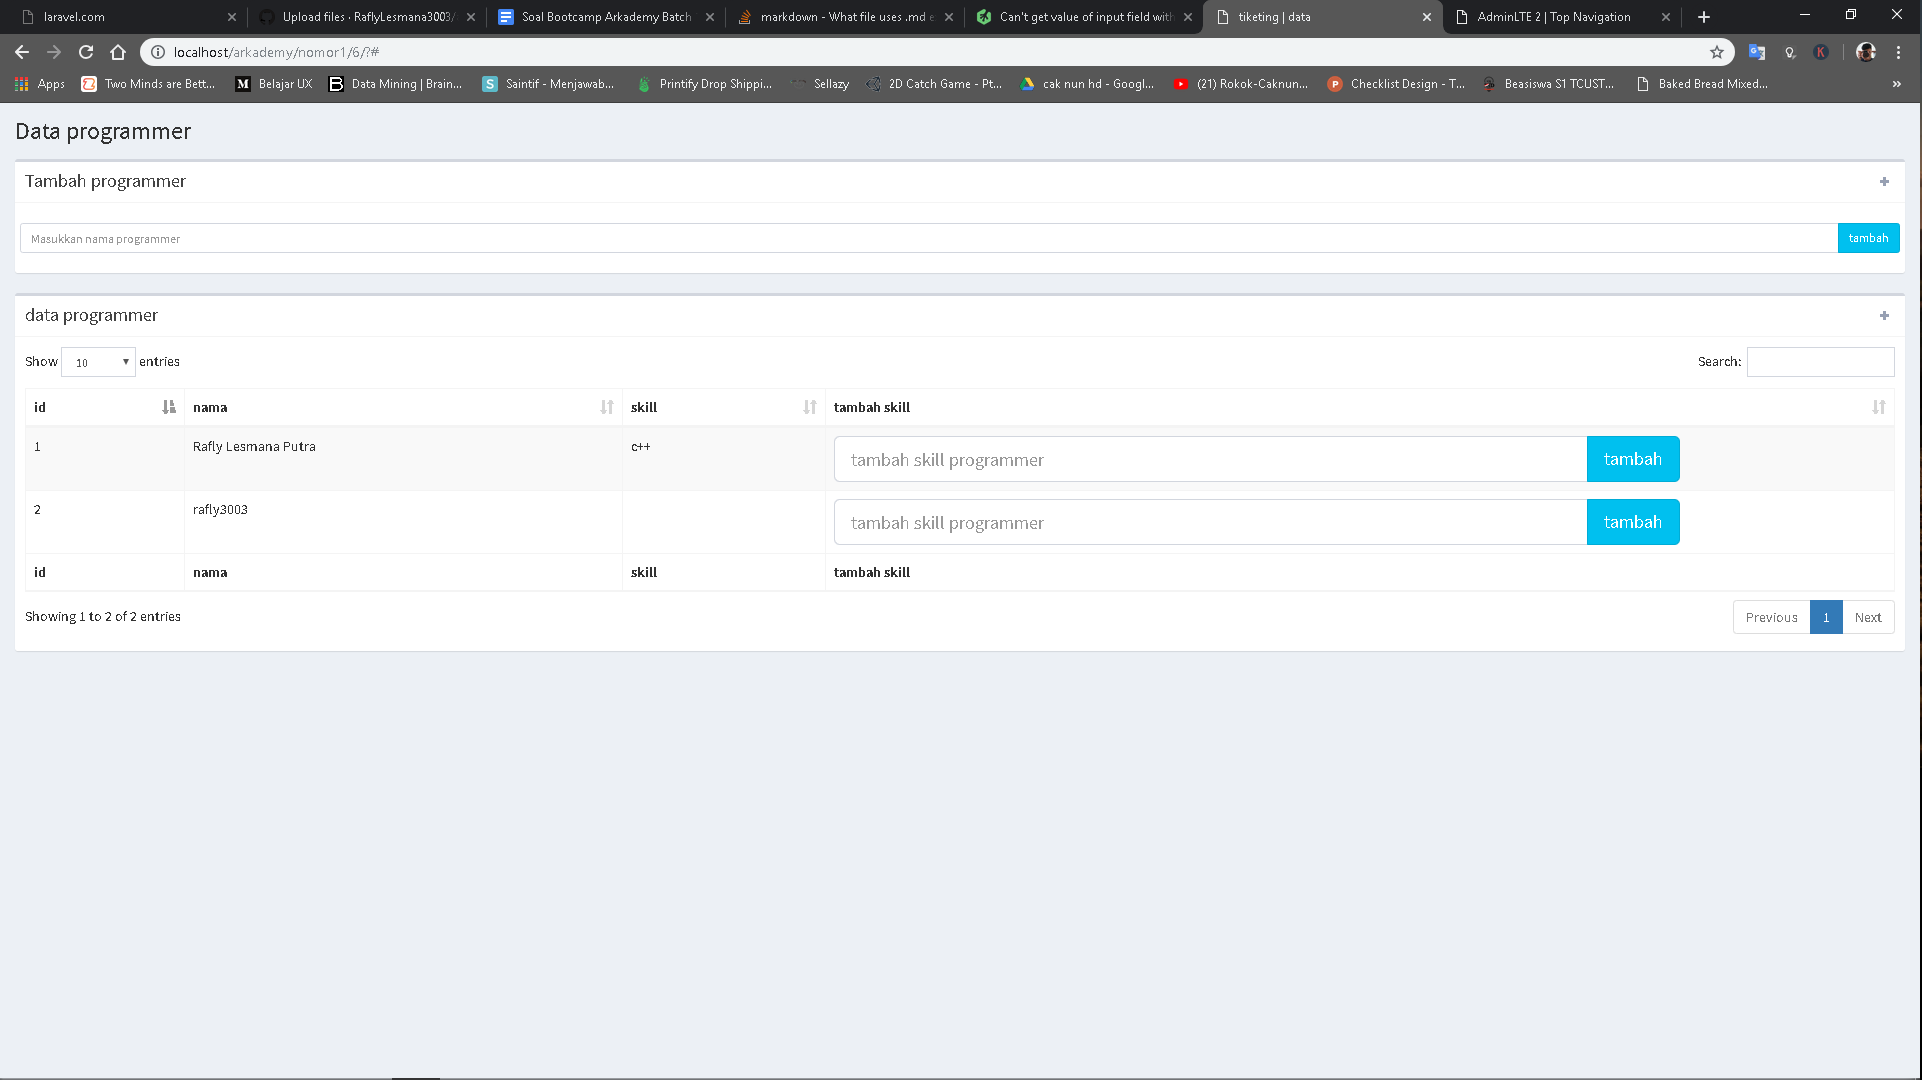 laravel.com
Upload files · RaflyLesmana3003/
Soal Bootcamp Arkademy Batch
markdown - What file uses .md e
Can't get value of input field with
tiketing | data
AdminLTE 2 | Top Navigation
localhost/arkademy/nomor1/6/?#
Apps
Two Minds are Bett...
Belajar UX
Data Mining | Brain...
Saintif - Menjawab...
Printify Drop Shippi...
Sellazy
2D Catch Game - Pt...
cak nun hd - Googl...
(21) Rokok-Caknun...
Checklist Design - T...
Beasiswa S1 TCUST...
Baked Bread Mixed...
»
Data programmer
Tambah programmer
Masukkan nama programmer tambah
data programmer
Show 10 entries Search:
id nama skill tambah skill
1 Rafly Lesmana Putra c++ tambah skill programmer tambah
2 rafly3003 tambah skill programmer tambah
id nama skill tambah skill
Showing 1 to 2 of 2 entries Previous 1 Next